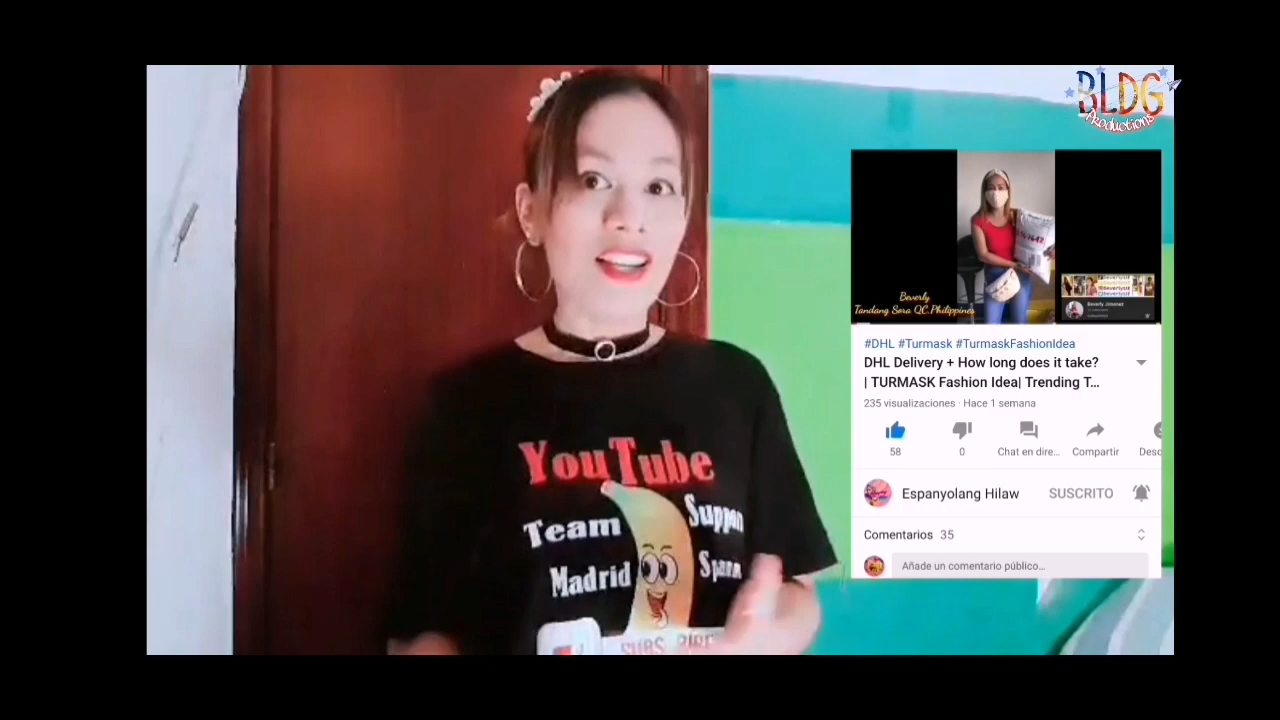 BLDG
Productions
Beverly
Tandang Sora QC.Philippines
#DHL #Turmask #TurmaskFashionIdea
DHL Delivery + How long does it take?
| TURMASK Fashion Idea| Trending T...
235 visualizaciones · Hace 1 semana
58
0
Chat en dire...
Compartir
Desc
Espanyolang Hilaw
SUSCRITO
Comentarios 35
Añade un comentario público...
YouTube
Team
Suppor
Madrid